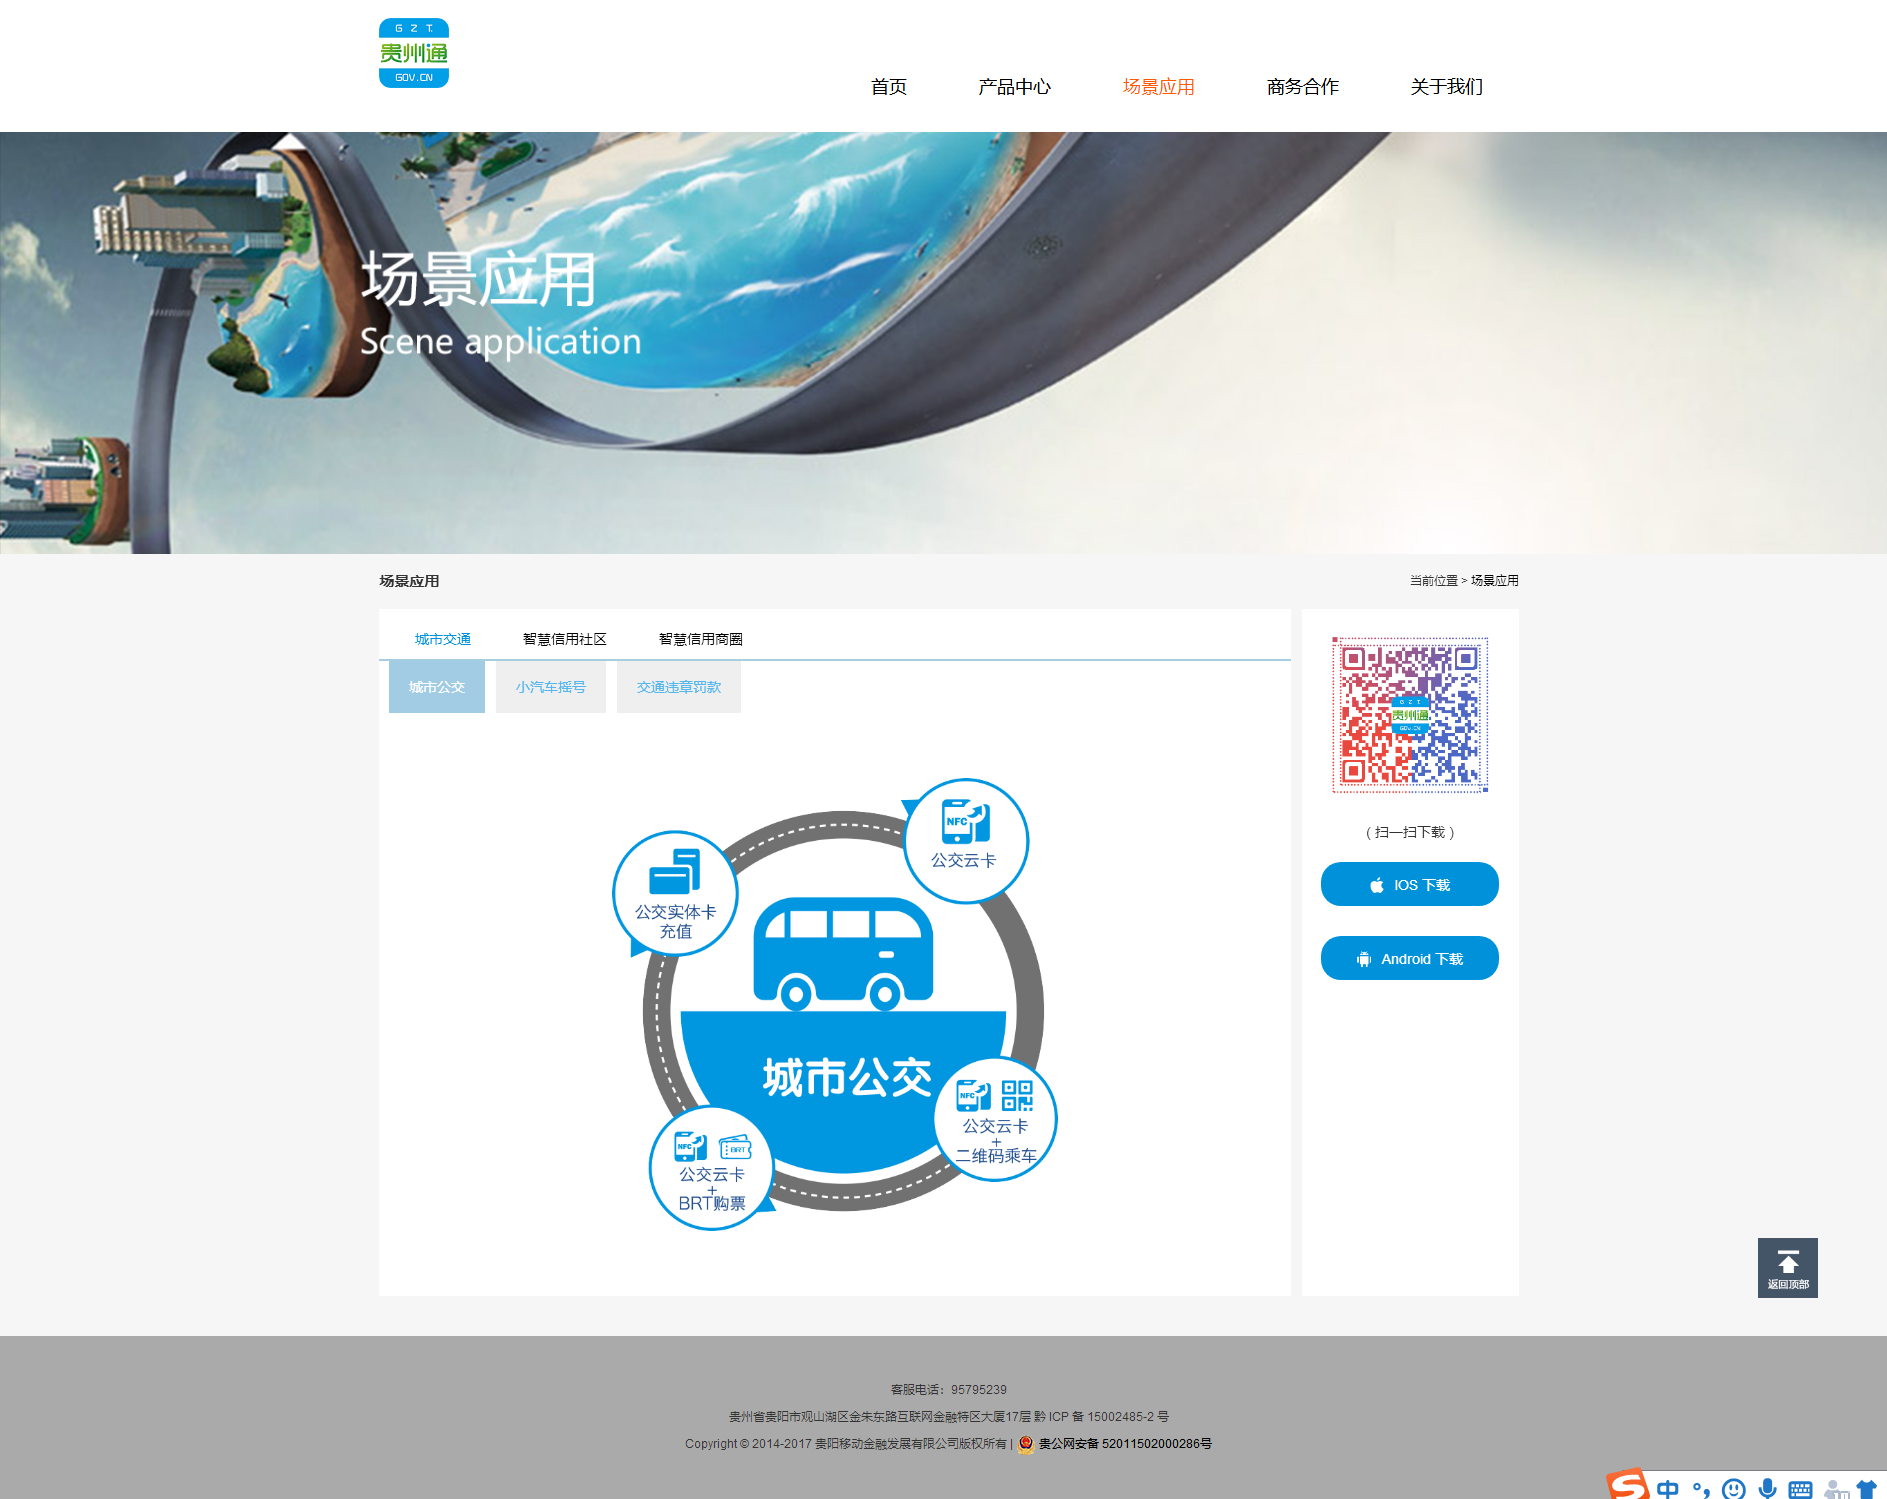 G Z T.
贵州通
GOV.CN
首页
产品中心
场景应用
商务合作
关于我们
场景应用
Scene application
场景应用
当前位置 > 场景应用
城市交通
智慧信用社区
智慧信用商圈
城市公交
小汽车摇号
交通违章罚款
G Z T.
贵州通
GOV.CN
（扫一扫下载）
IOS 下载
Android 下载
NFC
公交云卡
公交实体卡
充值
城市公交
NFC
公交云卡
+
二维码乘车
NFC
BRT
公交云卡
+
BRT购票
返回顶部
客服电话：95795239
贵州省贵阳市观山湖区金朱东路互联网金融特区大厦17层 黔 ICP 备 15002485-2 号
Copyright © 2014-2017 贵阳移动金融发展有限公司版权所有 | 贵公网安备 52011502000286号
中